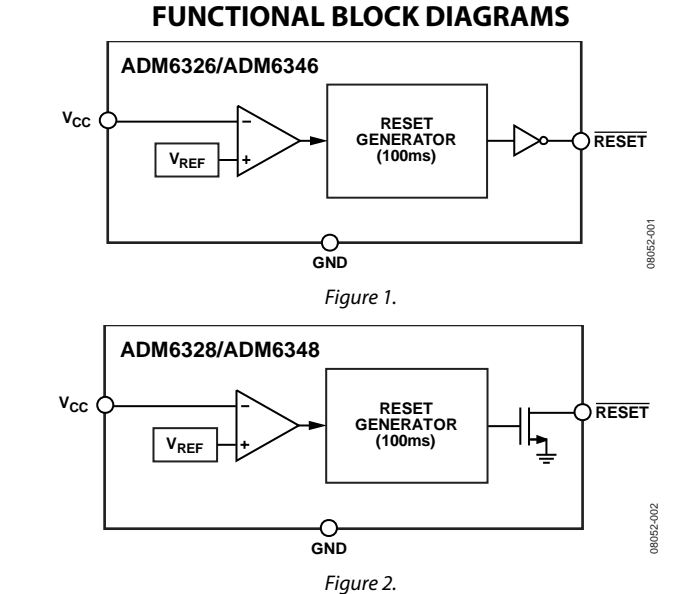 FUNCTIONAL BLOCK DIAGRAMS
ADM6326/ADM6346
VCC
VREF
−
+
RESET
GENERATOR
(100ms)
RESET
GND
08052-001
Figure 1.
ADM6328/ADM6348
VCC
VREF
−
+
RESET
GENERATOR
(100ms)
RESET
GND
08052-002
Figure 2.